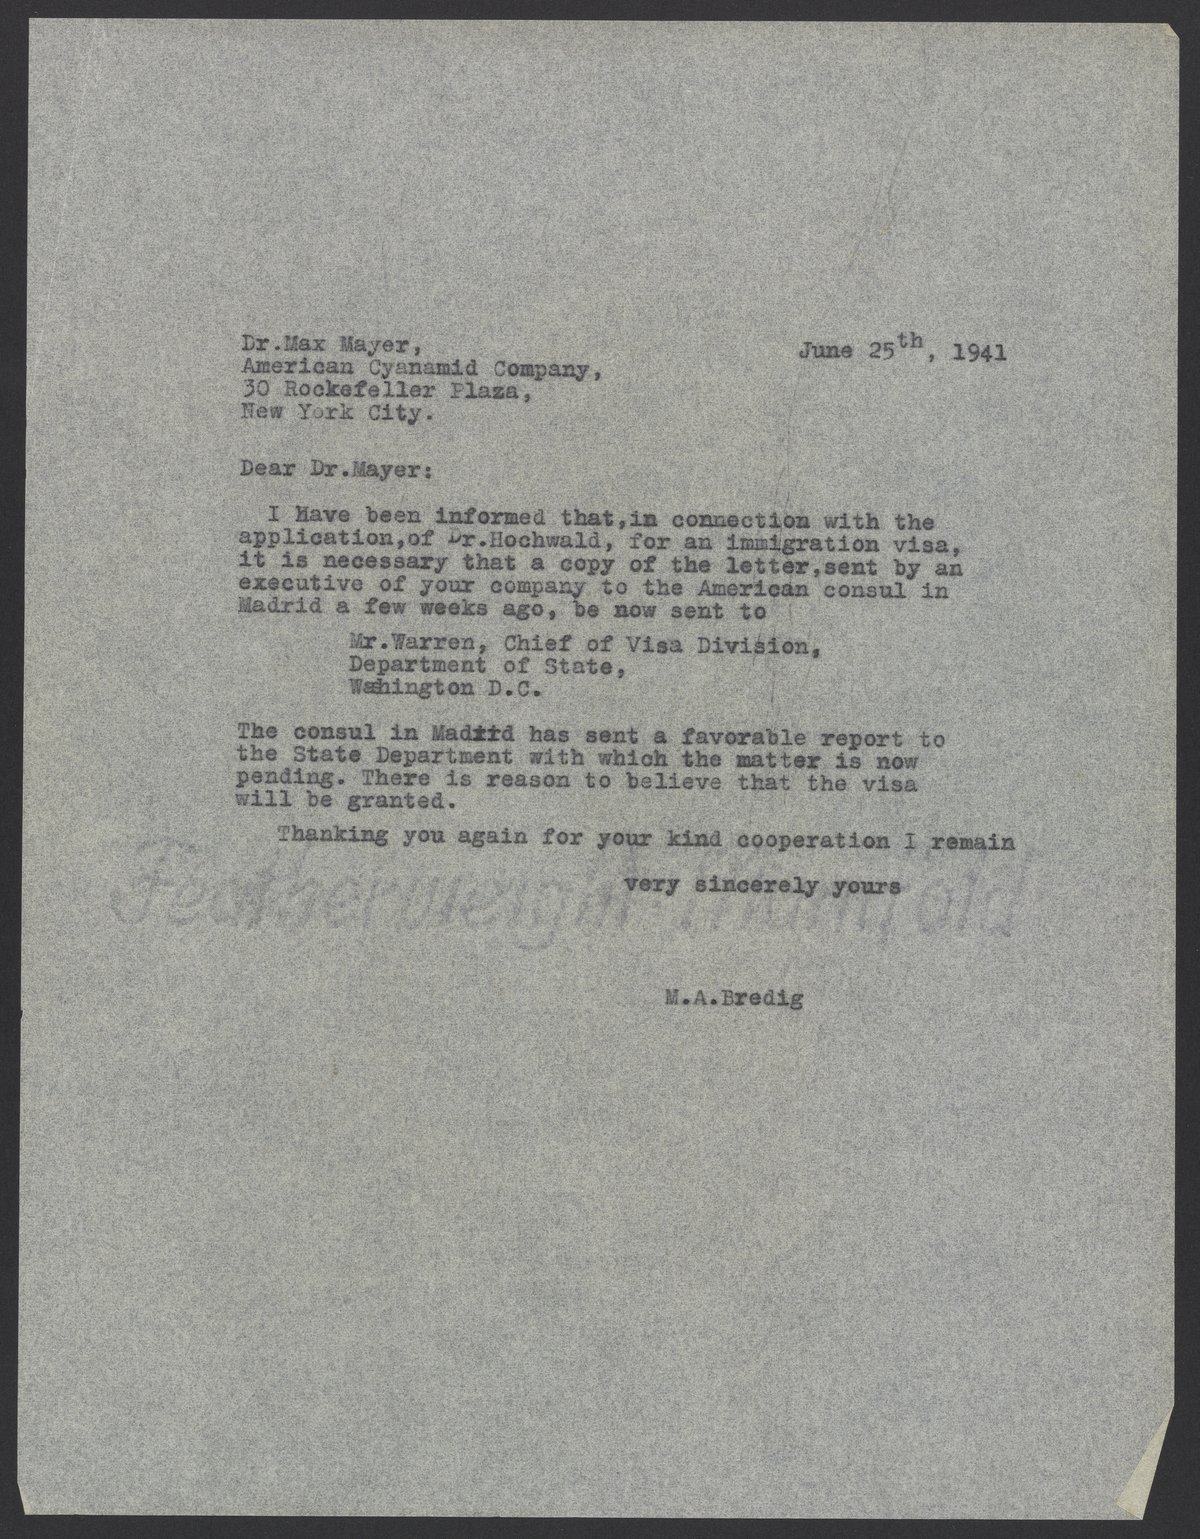 Dr.Max Mayer,
June 25th, 1941
American Cyanamid Company,
30 Rockefeller Plaza,
New York City.
Dear Dr.Mayer:
I Have been informed that,in connection with the
application,of Dr.Hochwald, for an immigration visa,
it is necessary that a copy of the letter,sent by an
executive of your company to the American consul in
Madrid a few weeks ago, be now sent to
Mr.Warren, Chief of Visa Division,
Department of State,
Washington D.C.
The consul in Madrid has sent a favorable report to
the State Department with which the matter is now
pending. There is reason to believe that the visa
will be granted.
Thanking you again for your kind cooperation I remain
very sincerely yours
Featherweight Manifold
M.A.Bredig